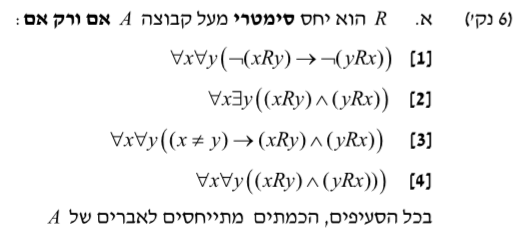 (6 נק') א. R הוא יחס סימטרי מעל קבוצה A אם ורק אם :
[1] ∀x∀y(¬(xRy) → ¬(yRx))
[2] ∀x∃y((xRy) ∧ (yRx))
[3] ∀x∀y((x ≠ y) → (xRy) ∧ (yRx))
[4] ∀x∀y((xRy) ∧ (yRx)))
בכל הסעיפים, הכמתים מתייחסים לאברים של A